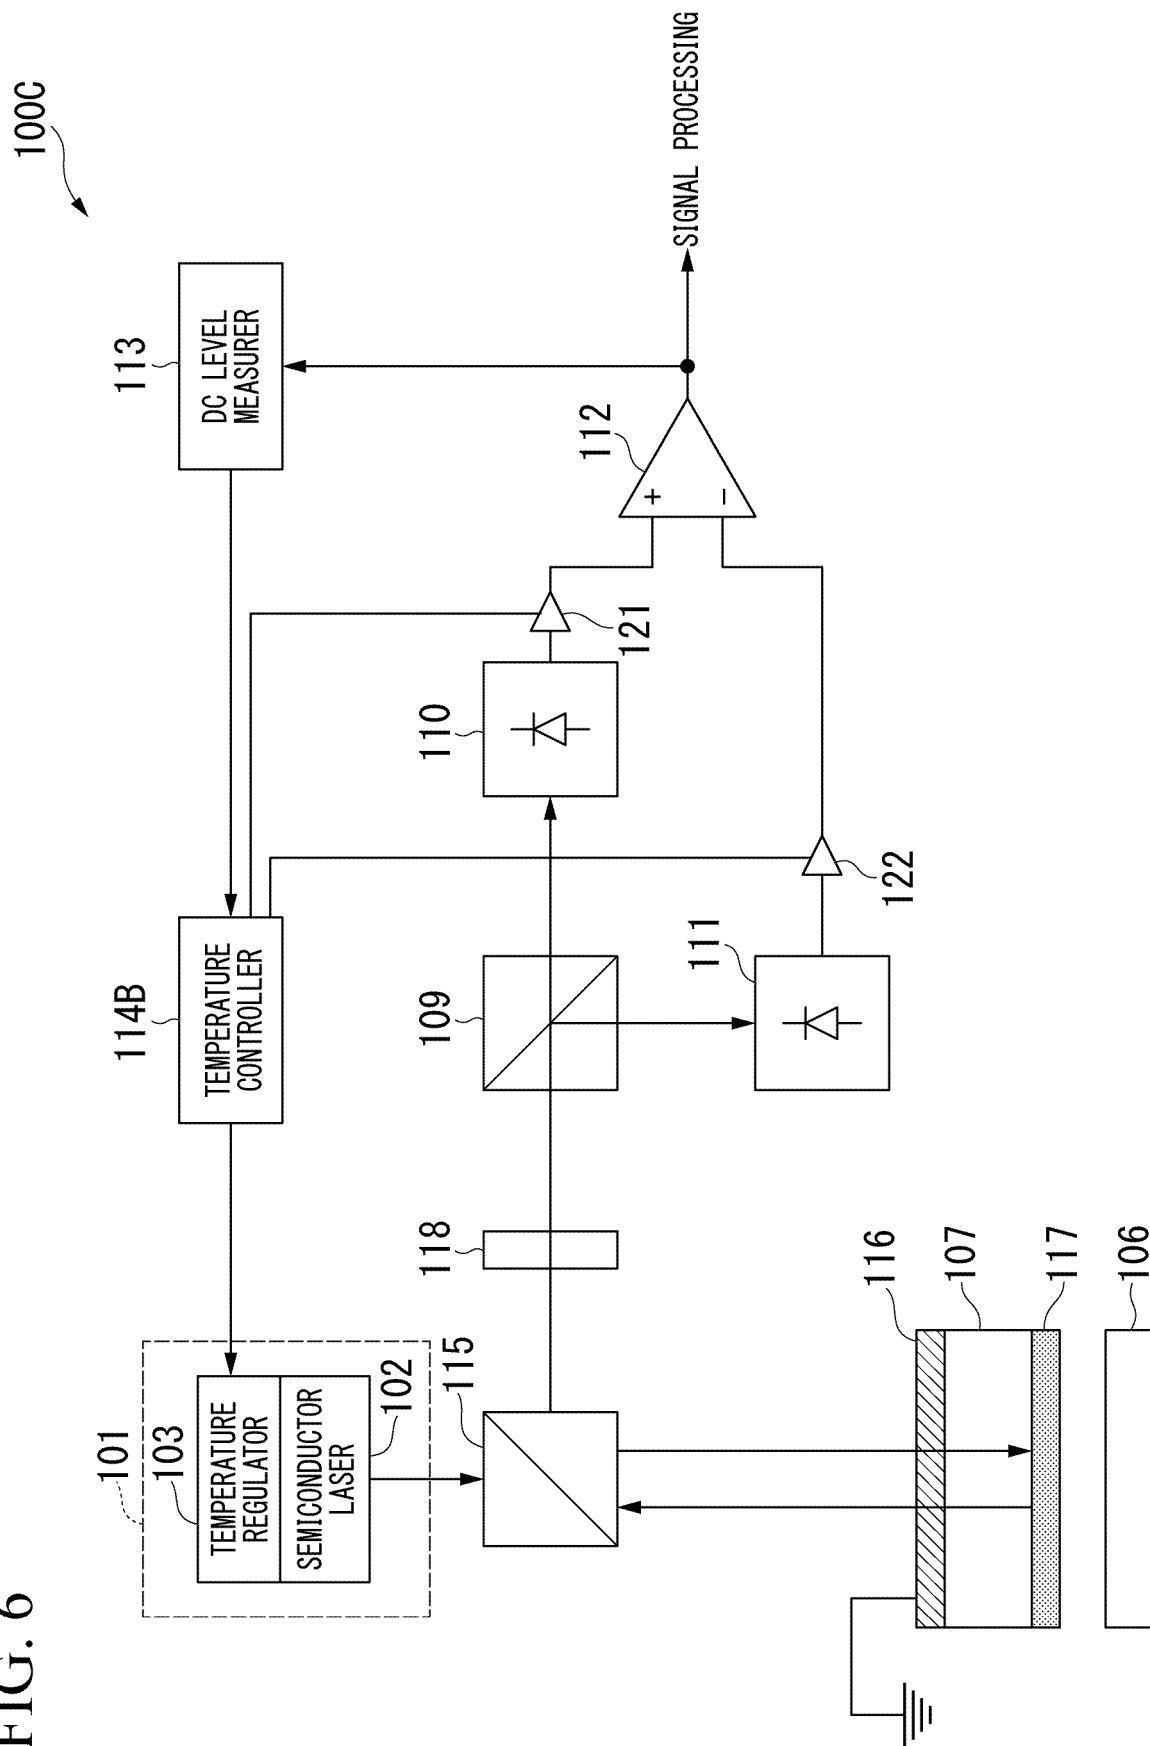 FIG. 6
100C
101
103
TEMPERATURE
REGULATOR
SEMICONDUCTOR
LASER
102
114B
TEMPERATURE
CONTROLLER
113
DC LEVEL
MEASURER
115
118
109
110
121
112
+
−
SIGNAL PROCESSING
111
122
116
107
117
106